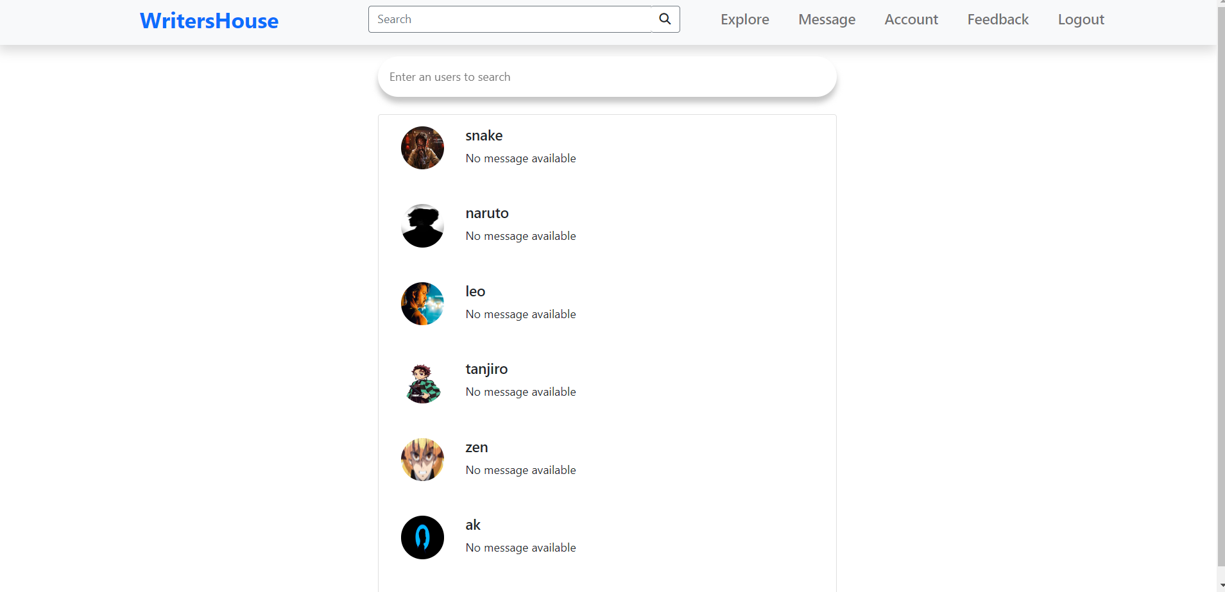 WritersHouse
Search
Explore Message Account Feedback Logout
Enter an users to search
snake
No message available
naruto
No message available
leo
No message available
tanjiro
No message available
zen
No message available
ak
No message available